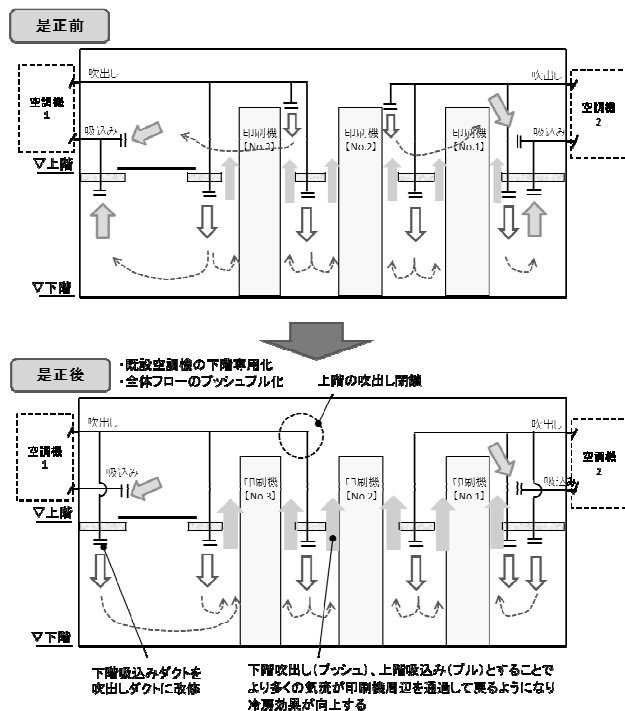 是正前
吹出し
吹出し
空調機
1
空調機
2
吸込み
吸込み
印刷機
【No.3】
印刷機
【No.2】
印刷機
【No.1】
▽上階
▽下階
是正後
・既設空調機の下階専用化
・全体フローのプッシュプル化
上階の吹出し閉鎖
吹出し
吹出し
空調機
1
空調機
2
吸込み
吸込み
印刷機
【No.3】
印刷機
【No.2】
印刷機
【No.1】
▽上階
▽下階
下階吸込みダクトを
吹出しダクトに改修
下階吹出し(プッシュ)、上階吸込み(プル)とすることで
より多くの気流が印刷機周辺を通過して戻るようになり
冷房効果が向上する